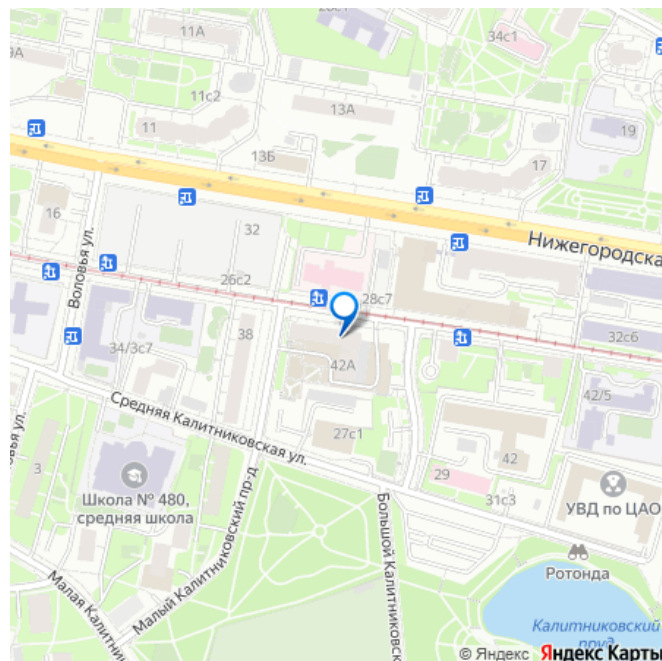 11А
34с1
9А
11с2
13А
11
19
13Б
17
16
32
Нижегородска
Воловья ул.
26с2
28с7
34/3с7
38
32с6
42А
Средняя Калитниковская ул.
42/5
27с1
42
3
29
Школа № 480,
средняя школа
31с3
УВД по ЦАО
Малый Калитниковский пр-д
Большой Калитниковск
Ротонда
Малая Калитник
Калитниковский
пруд
© Яндекс Яндекс Карты